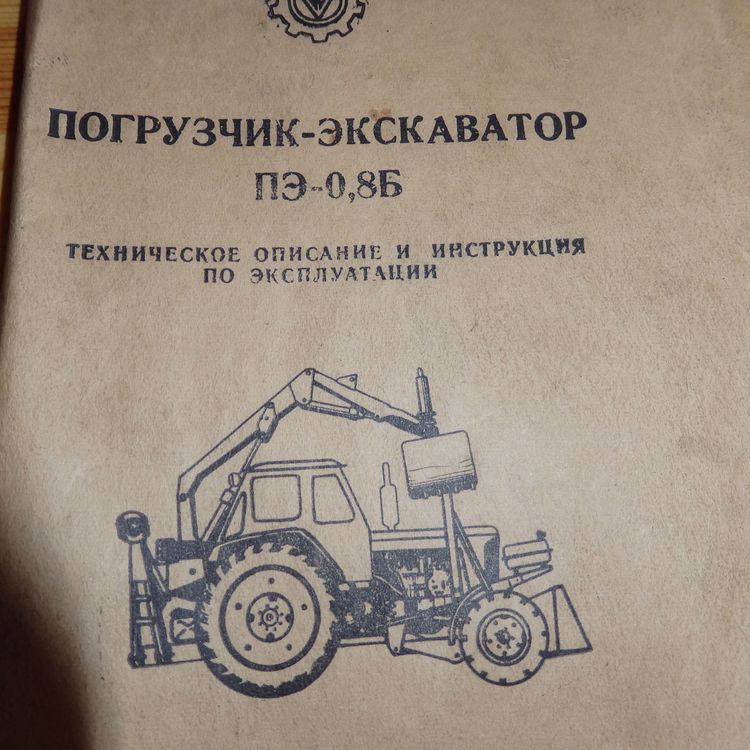 ПОГРУЗЧИК-ЭКСКАВАТОР
ПЭ-0,8Б
ТЕХНИЧЕСКОЕ ОПИСАНИЕ И ИНСТРУКЦИЯ
ПО ЭКСПЛУАТАЦИИ